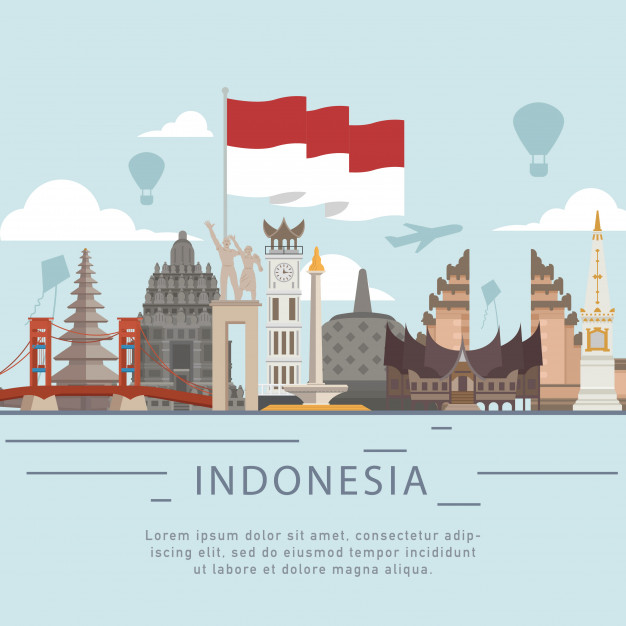 INDONESIA
Lorem ipsum dolor sit amet, consectetur adip-
iscing elit, sed do eiusmod tempor incididunt
ut labore et dolore magna aliqua.